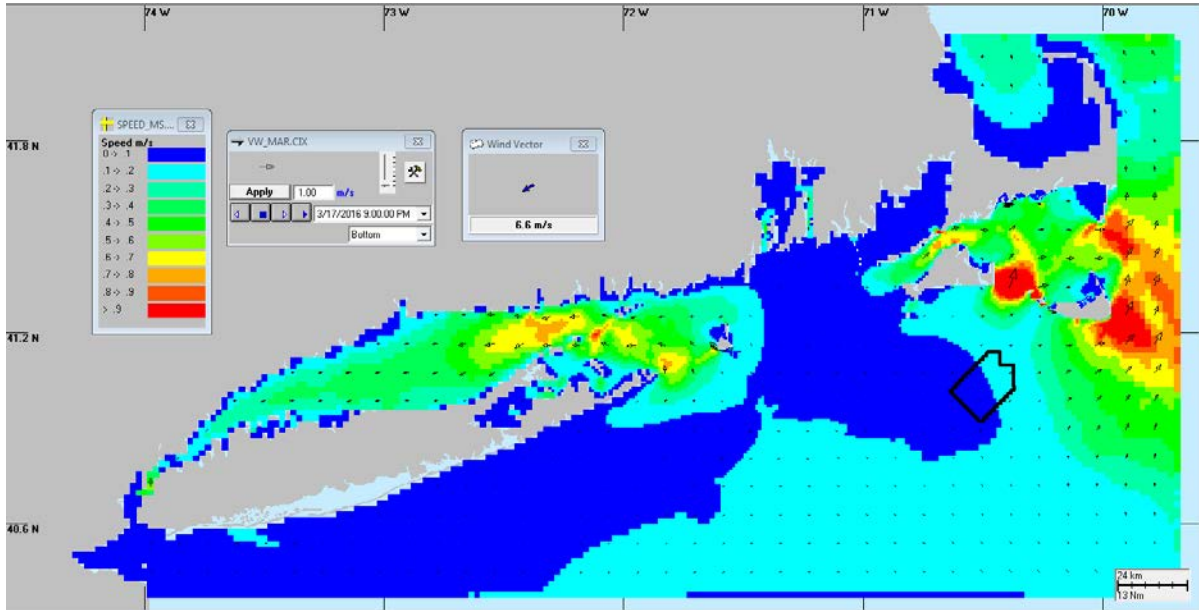 74 W 73 W 72 W 71 W 70 W
SPEED_MS...
Speed m/s
0 -> .1
.1 -> .2
.2 -> .3
.3 -> .4
.4 -> .5
.5 -> .6
.6 -> .7
.7 -> .8
.8 -> .9
> .9
VW_MAR.CIX
Apply 1.00 m/s
3/17/2016 9:00:00 PM
Bottom
Wind Vector
6.6 m/s
41.8 N
41.2 N
40.6 N
24 km
13 Nm